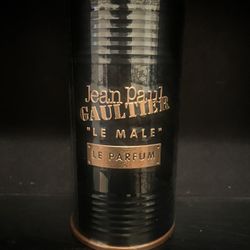 Jean Paul
GAULTIER
"LE MALE"
LE PARFUM